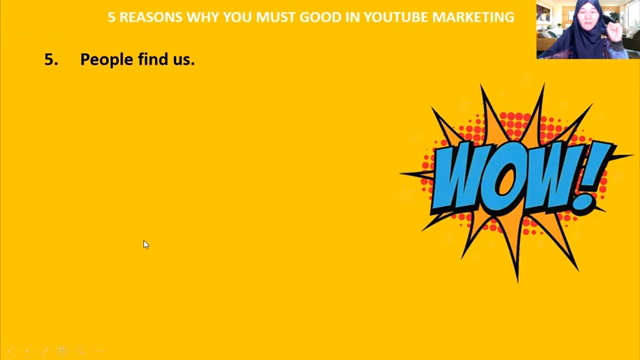 5 REASONS WHY YOU MUST GOOD IN YOUTUBE MARKETING
5. People find us.
WOW!